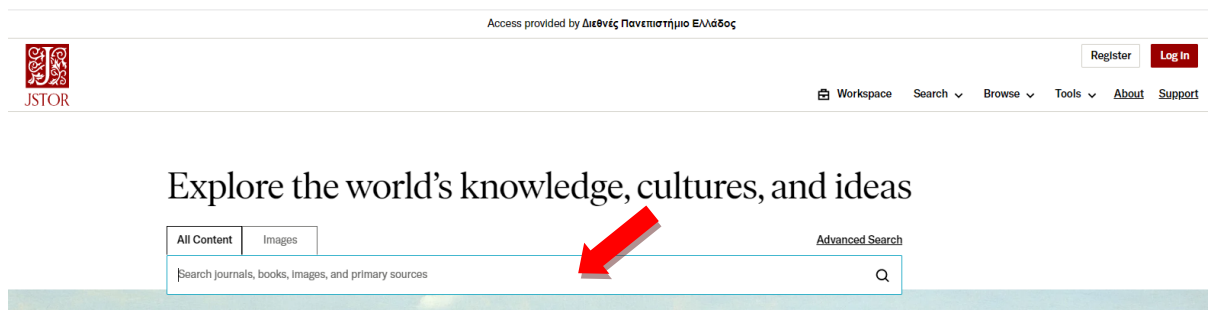 Access provided by Διεθνές Πανεπιστήμιο Ελλάδος
Register Log in
JSTOR
Workspace Search Browse Tools About Support
Explore the world's knowledge, cultures, and ideas
All Content Images Advanced Search
Search journals, books, images, and primary sources